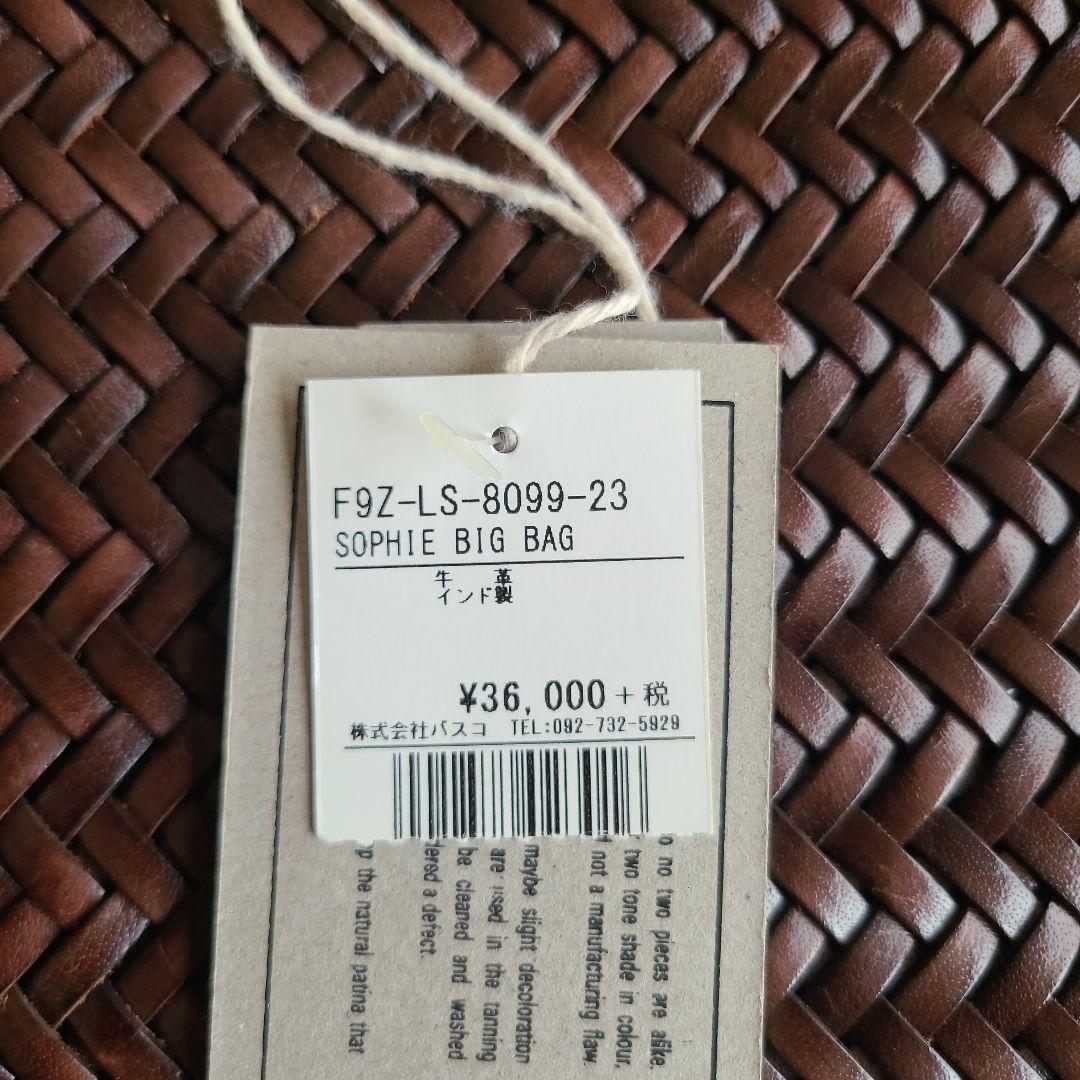 F9Z-LS-8099-23
SOPHIE BIG BAG
牛 革
インド製
¥36,000+税
株式会社バスコ TEL:092-732-5929
no two pieces are alike.
two tone shade in colour,
not a manufacturing flaw.
maybe slight decoloration
are used in the tanning
be cleaned and washed
a defect.
the natural patina that